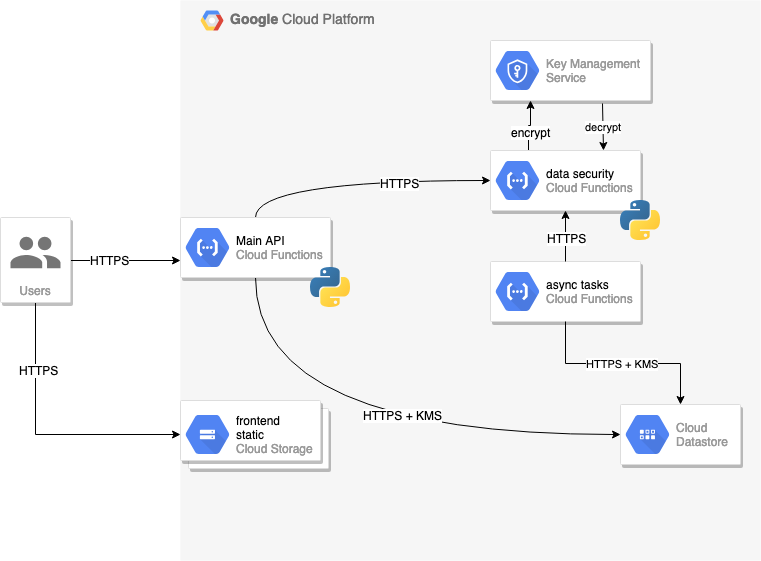 Google Cloud Platform
Key Management
Service
encrypt
decrypt
data security
Cloud Functions
HTTPS
Main API
Cloud Functions
HTTPS
HTTPS
Users
async tasks
Cloud Functions
HTTPS
HTTPS + KMS
frontend
static
Cloud Storage
HTTPS + KMS
Cloud
Datastore